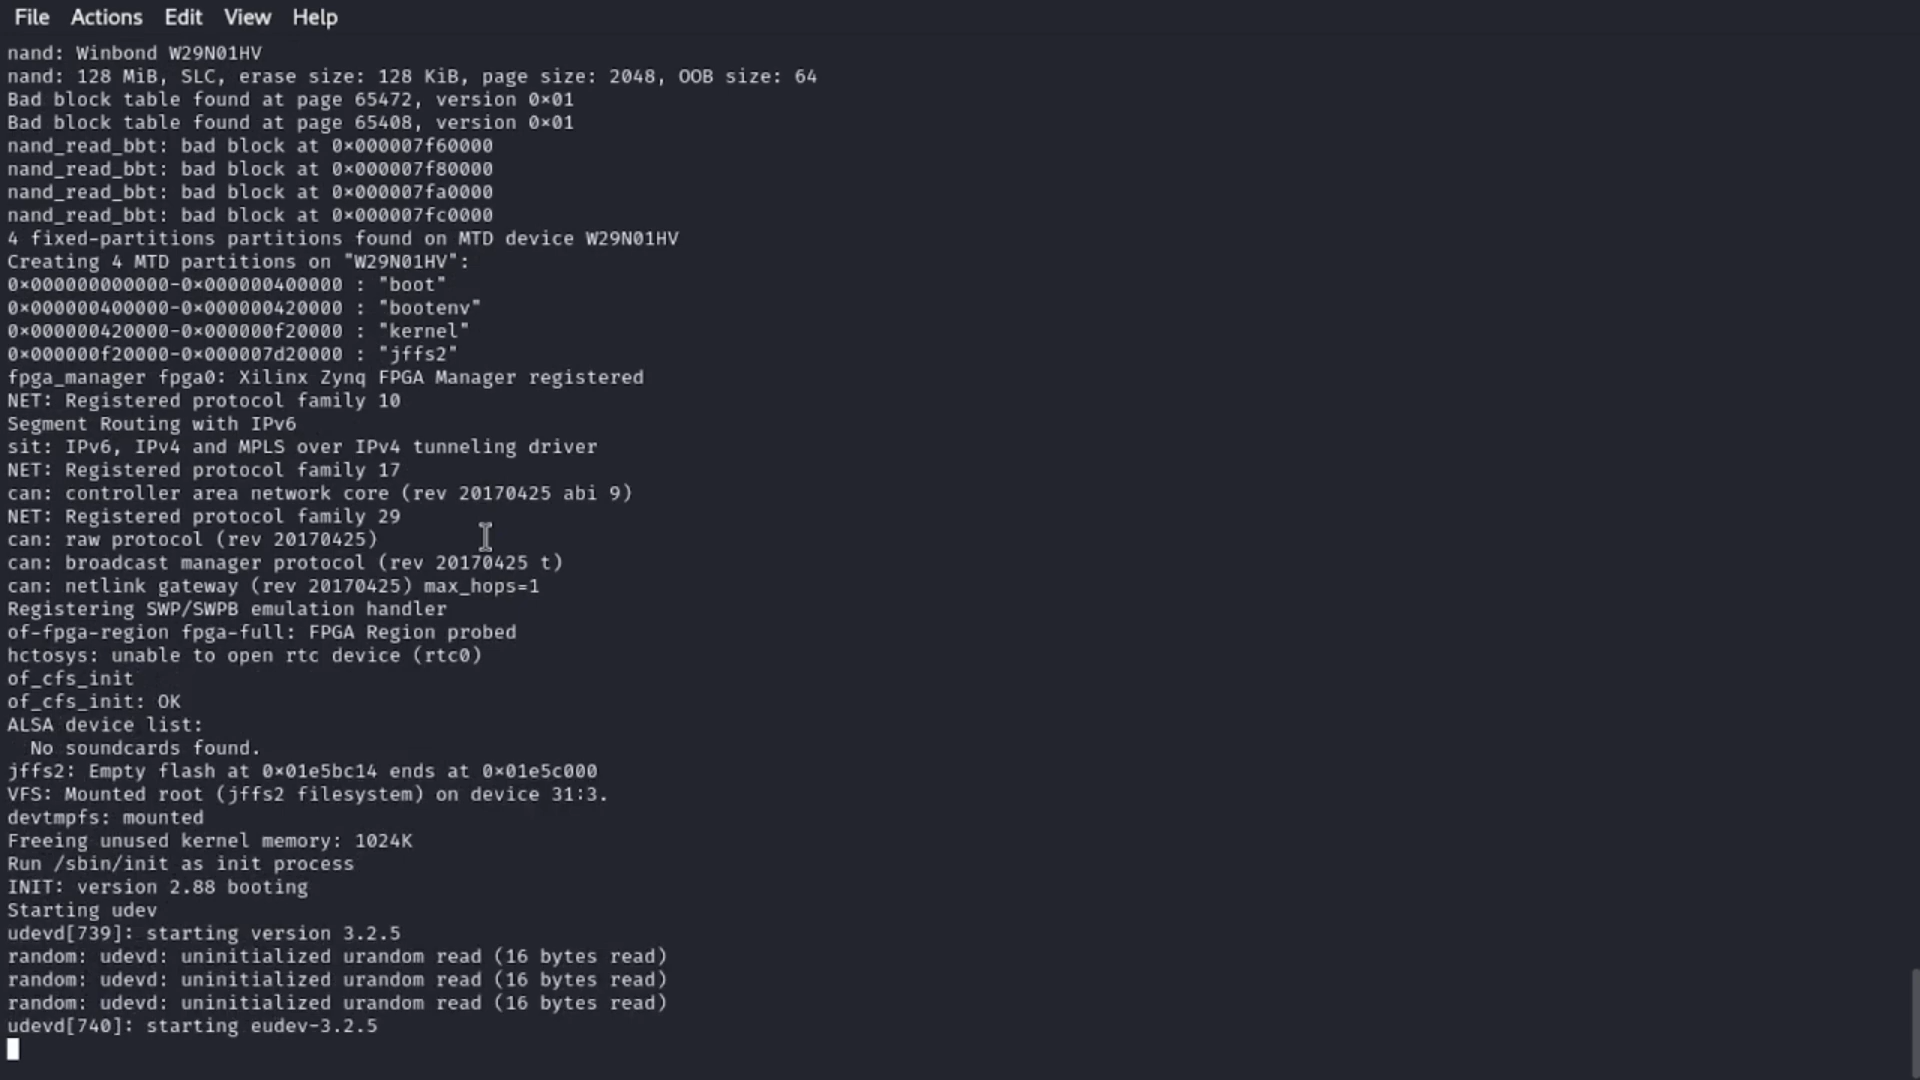 File Actions Edit View Help
nand: Winbond W29N01HV
nand: 128 MiB, SLC, erase size: 128 KiB, page size: 2048, OOB size: 64
Bad block table found at page 65472, version 0×01
Bad block table found at page 65408, version 0×01
nand_read_bbt: bad block at 0×000007f60000
nand_read_bbt: bad block at 0×000007f80000
nand_read_bbt: bad block at 0×000007fa0000
nand_read_bbt: bad block at 0×000007fc0000
4 fixed-partitions partitions found on MTD device W29N01HV
Creating 4 MTD partitions on "W29N01HV":
0×000000000000-0×000000400000 : "boot"
0×000000400000-0×000000420000 : "bootenv"
0×000000420000-0×000000f20000 : "kernel"
0×000000f20000-0×000007d20000 : "jffs2"
fpga_manager fpga0: Xilinx Zynq FPGA Manager registered
NET: Registered protocol family 10
Segment Routing with IPv6
sit: IPv6, IPv4 and MPLS over IPv4 tunneling driver
NET: Registered protocol family 17
can: controller area network core (rev 20170425 abi 9)
NET: Registered protocol family 29
can: raw protocol (rev 20170425)
can: broadcast manager protocol (rev 20170425 t)
can: netlink gateway (rev 20170425) max_hops=1
Registering SWP/SWPB emulation handler
of-fpga-region fpga-full: FPGA Region probed
hctosys: unable to open rtc device (rtc0)
of_cfs_init
of_cfs_init: OK
ALSA device list:
  No soundcards found.
jffs2: Empty flash at 0×01e5bc14 ends at 0×01e5c000
VFS: Mounted root (jffs2 filesystem) on device 31:3.
devtmpfs: mounted
Freeing unused kernel memory: 1024K
Run /sbin/init as init process
INIT: version 2.88 booting
Starting udev
udevd[739]: starting version 3.2.5
random: udevd: uninitialized urandom read (16 bytes read)
random: udevd: uninitialized urandom read (16 bytes read)
random: udevd: uninitialized urandom read (16 bytes read)
udevd[740]: starting eudev-3.2.5